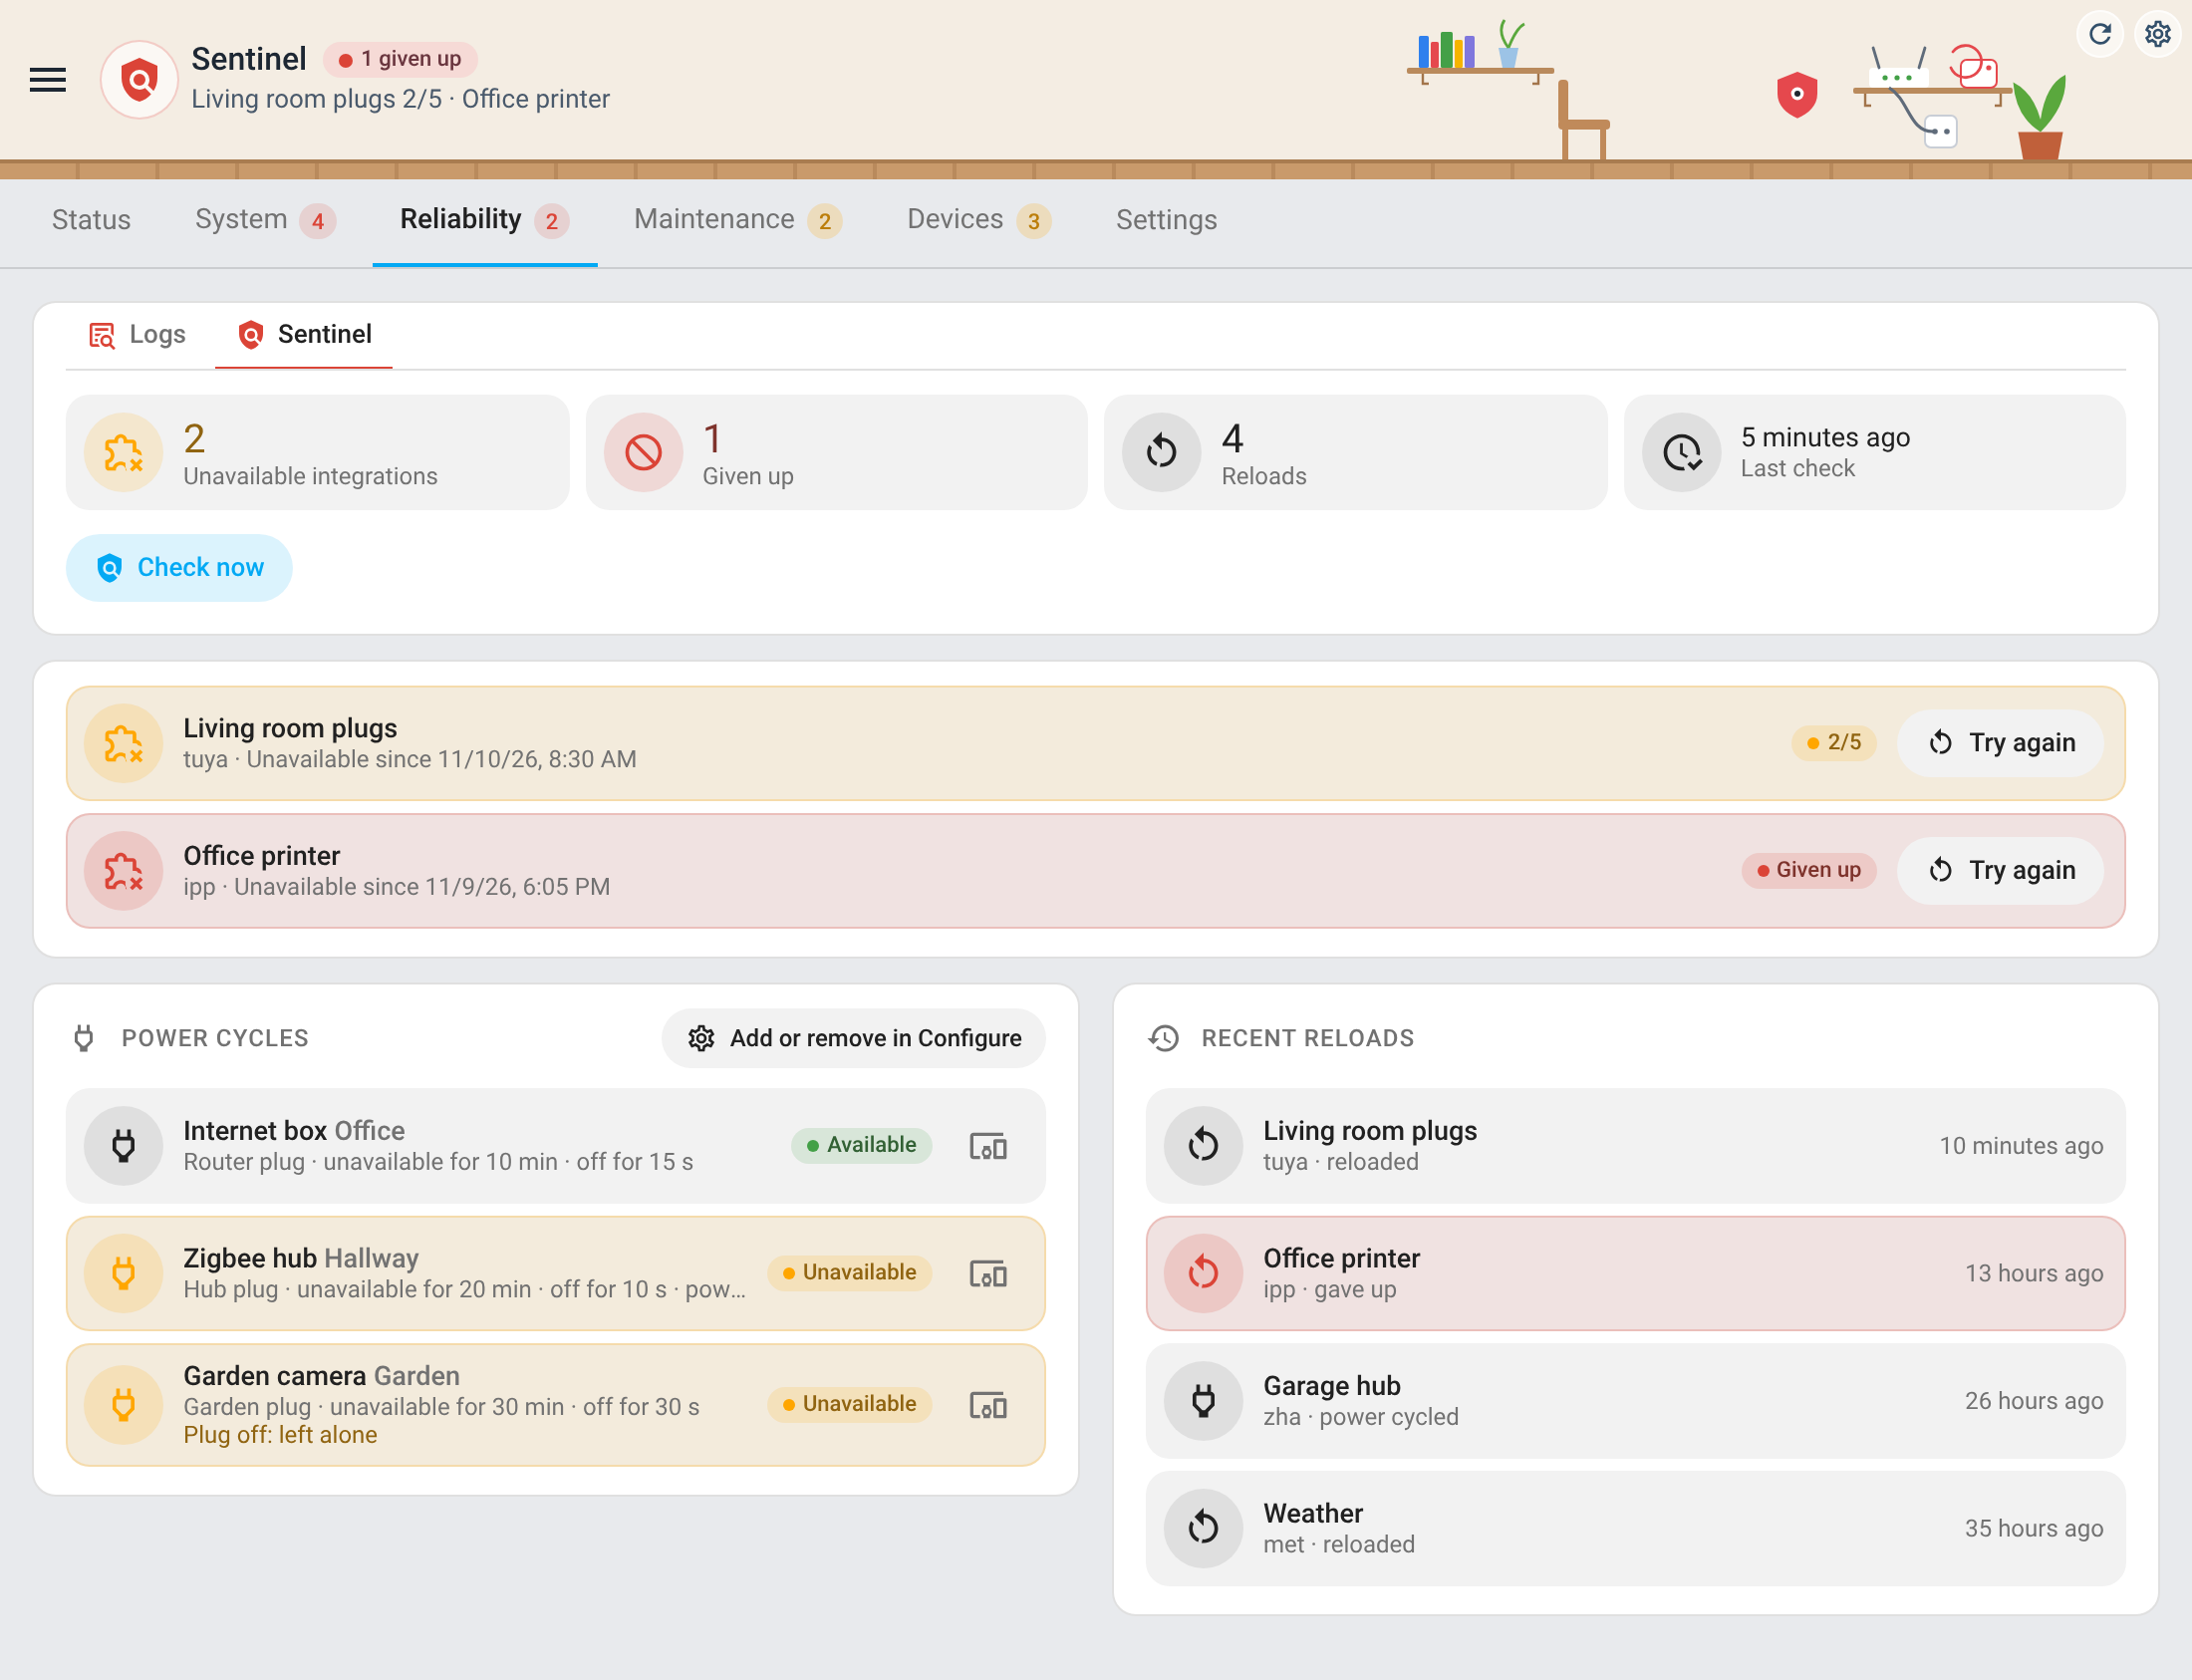 Sentinel
1 given up
Living room plugs 2/5 · Office printer
Status
System 4
Reliability 2
Maintenance 2
Devices 3
Settings
Logs
Sentinel
2
Unavailable integrations
1
Given up
4
Reloads
5 minutes ago
Last check
Check now
Living room plugs
tuya · Unavailable since 11/10/26, 8:30 AM
2/5
Try again
Office printer
ipp · Unavailable since 11/9/26, 6:05 PM
Given up
Try again
POWER CYCLES
Add or remove in Configure
Internet box Office
Router plug · unavailable for 10 min · off for 15 s
Available
Zigbee hub Hallway
Hub plug · unavailable for 20 min · off for 10 s · pow...
Unavailable
Garden camera Garden
Garden plug · unavailable for 30 min · off for 30 s
Plug off: left alone
Unavailable
RECENT RELOADS
Living room plugs
tuya · reloaded
10 minutes ago
Office printer
ipp · gave up
13 hours ago
Garage hub
zha · power cycled
26 hours ago
Weather
met · reloaded
35 hours ago